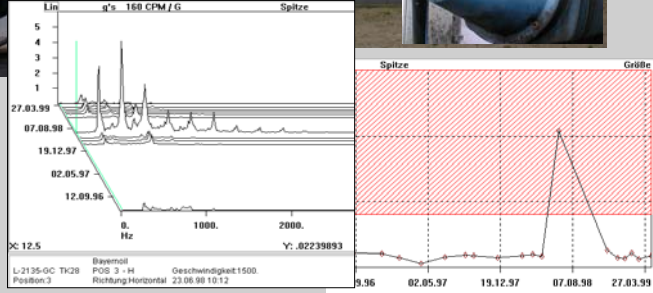 Lin g's 160 CPM / G Spitze
5
4
3
2
1
27.03.99
07.08.98
19.12.97
02.05.97
12.09.96
0. 1000. 2000.
Hz
X: 12.5 Y: .02239893
Bayernoil
L-2135-GC TK28 POS 3 - H Geschwindigkeit:1500.
Position:3 Richtung:Horizontal 23.06.98 10:12
Spitze Größe
9.96 02.05.97 19.12.97 07.08.98 27.03.99